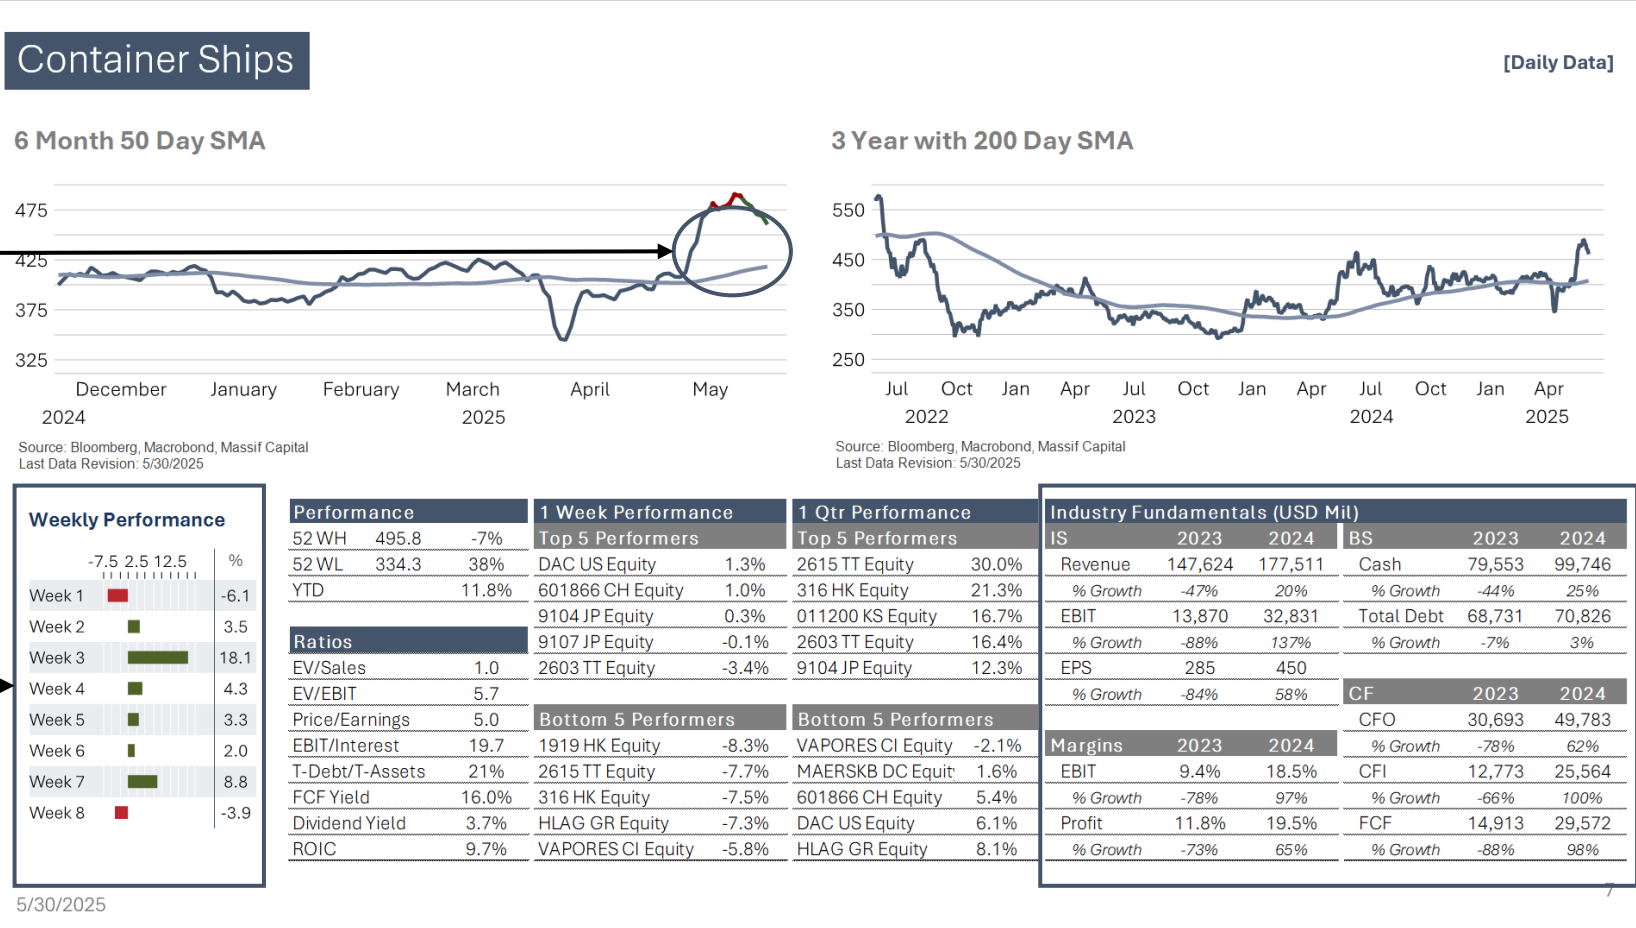 Container Ships
[Daily Data]
6 Month 50 Day SMA
475
425
375
325
December January February March April May
2024 2025
Source: Bloomberg, Macrobond, Massif Capital
Last Data Revision: 5/30/2025
3 Year with 200 Day SMA
550
450
350
250
Jul Oct Jan Apr Jul Oct Jan Apr Jul Oct Jan Apr
2022 2023 2024 2025
Source: Bloomberg, Macrobond, Massif Capital
Last Data Revision: 5/30/2025
Weekly Performance
-7.5 2.5 12.5 %
Week 1 -6.1
Week 2 3.5
Week 3 18.1
Week 4 4.3
Week 5 3.3
Week 6 2.0
Week 7 8.8
Week 8 -3.9
Performance
52 WH 495.8 -7%
52 WL 334.3 38%
YTD 11.8%
Ratios
EV/Sales 1.0
EV/EBIT 5.7
Price/Earnings 5.0
EBIT/Interest 19.7
T-Debt/T-Assets 21%
FCF Yield 16.0%
Dividend Yield 3.7%
ROIC 9.7%
1 Week Performance
Top 5 Performers
DAC US Equity 1.3%
601866 CH Equity 1.0%
9104 JP Equity 0.3%
9107 JP Equity -0.1%
2603 TT Equity -3.4%
Bottom 5 Performers
1919 HK Equity -8.3%
2615 TT Equity -7.7%
316 HK Equity -7.5%
HLAG GR Equity -7.3%
VAPORES CI Equity -5.8%
1 Qtr Performance
Top 5 Performers
2615 TT Equity 30.0%
316 HK Equity 21.3%
011200 KS Equity 16.7%
2603 TT Equity 16.4%
9104 JP Equity 12.3%
Bottom 5 Performers
VAPORES CI Equity -2.1%
MAERSKB DC Equit 1.6%
601866 CH Equity 5.4%
DAC US Equity 6.1%
HLAG GR Equity 8.1%
Industry Fundamentals (USD Mil)
IS 2023 2024
Revenue 147,624 177,511
% Growth -47% 20%
EBIT 13,870 32,831
% Growth -88% 137%
EPS 285 450
% Growth -84% 58%
Margins 2023 2024
EBIT 9.4% 18.5%
% Growth -78% 97%
Profit 11.8% 19.5%
% Growth -73% 65%
BS 2023 2024
Cash 79,553 99,746
% Growth -44% 25%
Total Debt 68,731 70,826
% Growth -7% 3%
CF 2023 2024
CFO 30,693 49,783
% Growth -78% 62%
CFI 12,773 25,564
% Growth -66% 100%
FCF 14,913 29,572
% Growth -88% 98%
5/30/2025
7